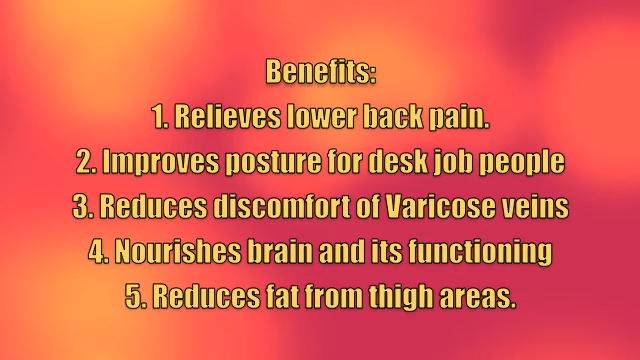 Benefits:
1. Relieves lower back pain.
2. Improves posture for desk job people
3. Reduces discomfort of Varicose veins
4. Nourishes brain and its functioning
5. Reduces fat from thigh areas.